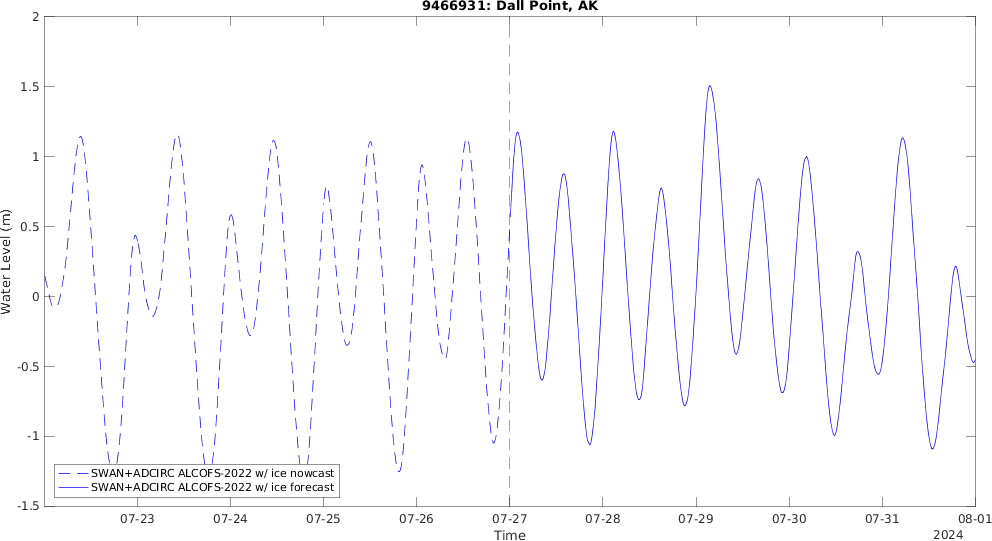 9466931: Dall Point, AK
2
1.5
1
0.5
0
-0.5
-1
-1.5
Water Level (m)
SWAN+ADCIRC ALCOFS-2022 w/ ice nowcast
SWAN+ADCIRC ALCOFS-2022 w/ ice forecast
07-23 07-24 07-25 07-26 07-27 07-28 07-29 07-30 07-31 08-01
Time
2024